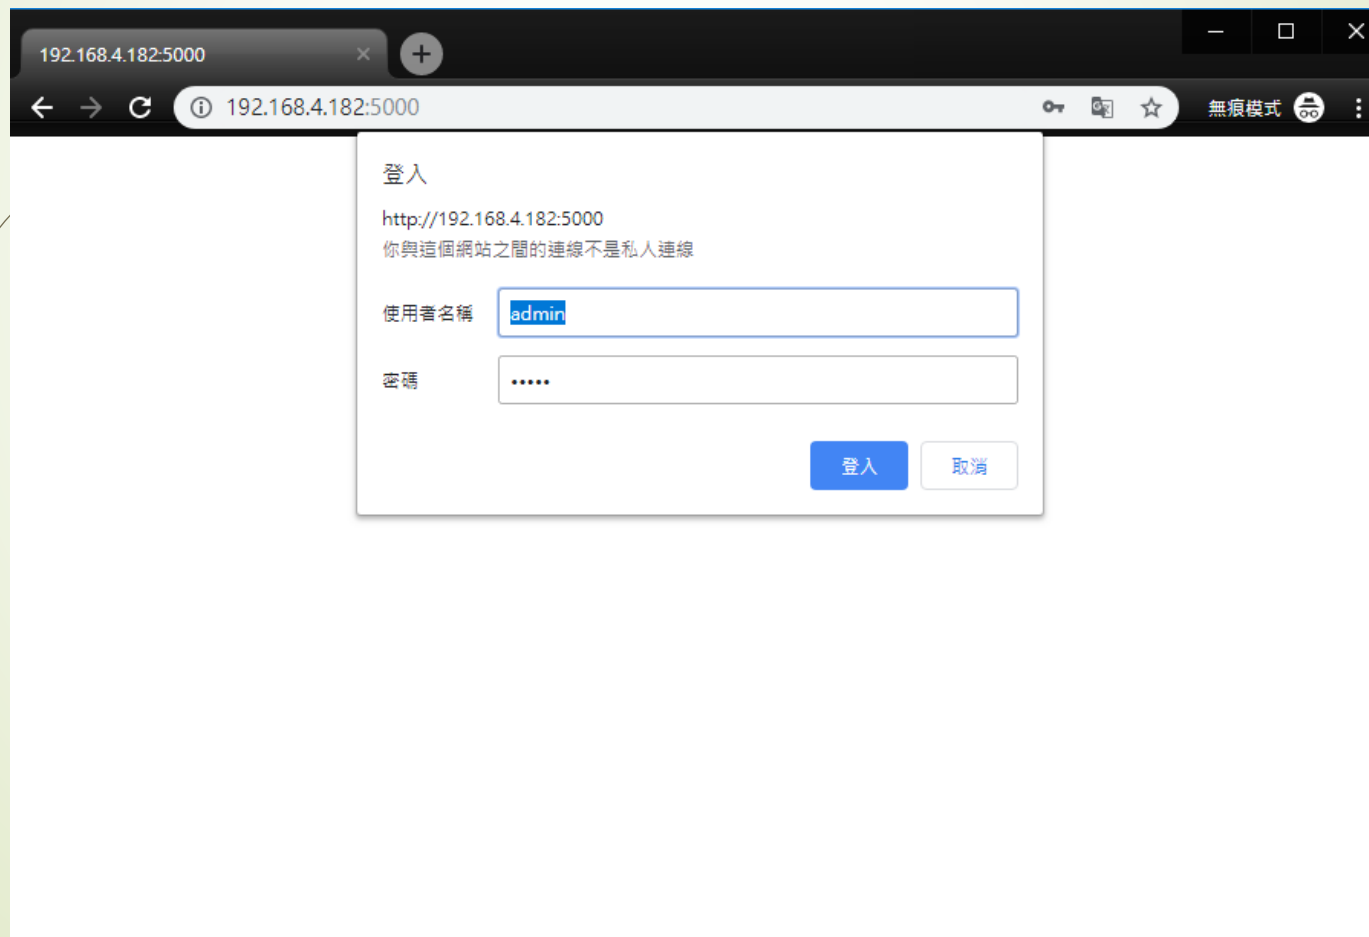 192.168.4.182:5000
192.168.4.182:5000
無痕模式
登入
http://192.168.4.182:5000
你與這個網站之間的連線不是私人連線
使用者名稱 admin
密碼 •••••
登入 取消